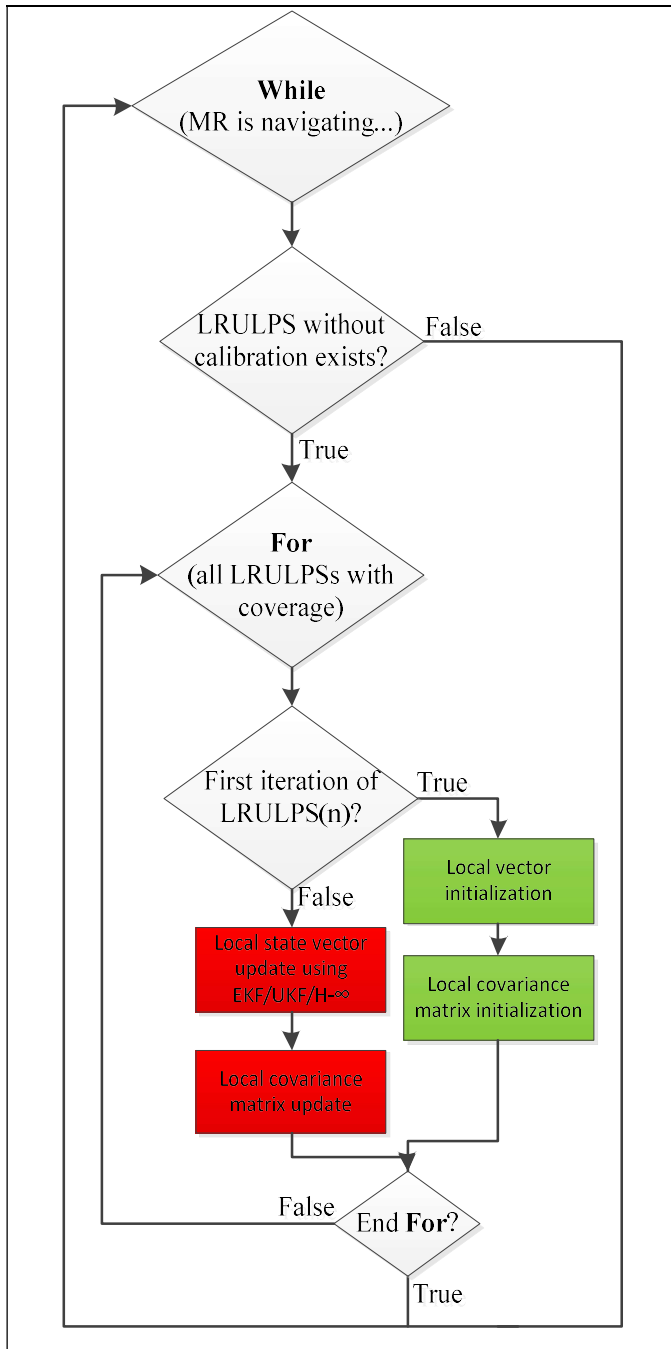 While
(MR is navigating...)
LRULPS without
calibration exists?
False
True
For
(all LRULPSs with
coverage)
First iteration of
LRULPS(n)?
True
False
Local vector
initialization
Local state vector
update using
EKF/UKF/H-∞
Local covariance
matrix initialization
Local covariance
matrix update
False
End For?
True